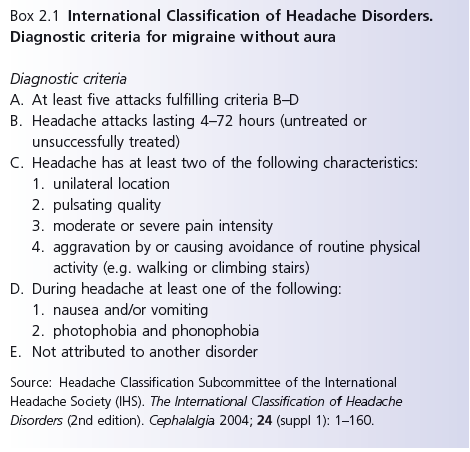 Box 2.1 International Classification of Headache Disorders.
Diagnostic criteria for migraine without aura
Diagnostic criteria
A. At least five attacks fulfilling criteria B–D
B. Headache attacks lasting 4–72 hours (untreated or
unsuccessfully treated)
C. Headache has at least two of the following characteristics:
1. unilateral location
2. pulsating quality
3. moderate or severe pain intensity
4. aggravation by or causing avoidance of routine physical
activity (e.g. walking or climbing stairs)
D. During headache at least one of the following:
1. nausea and/or vomiting
2. photophobia and phonophobia
E. Not attributed to another disorder
Source: Headache Classification Subcommittee of the International
Headache Society (IHS). The International Classification of Headache
Disorders (2nd edition). Cephalalgia 2004; 24 (suppl 1): 1–160.